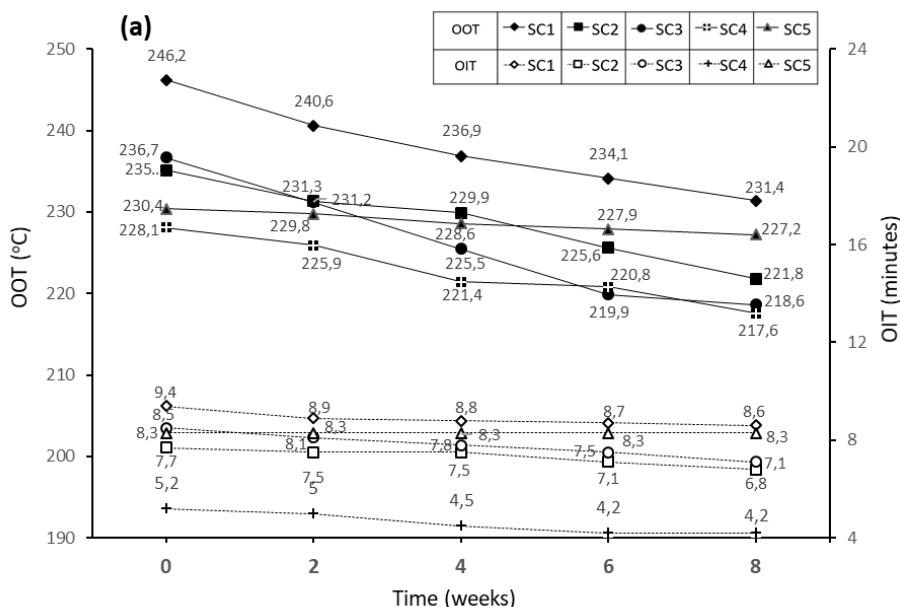 (a)
OOT SC1 SC2 SC3 SC4 SC5
OIT SC1 SC2 SC3 SC4 SC5
250
240
230
220
210
200
190
OOT (°C)
24
20
16
12
8
4
OIT (minutes)
246,2 240,6 236,9 234,1 231,4
236,7
235..
231,3 231,2 229,9
230,4 229,8 228,6 227,9 227,2
228,1 225,9 225,5 225,6 221,8
221,4 220,8 218,6
219,9 217,6
9,4 8,9 8,8 8,7 8,6
8,5
8,3 8,3 8,3 8,3 8,3
8,1 7,8 7,5 7,1
7,7 7,5 7,5 7,1 6,8
5,2 5 4,5 4,2 4,2
0 2 4 6 8
Time (weeks)